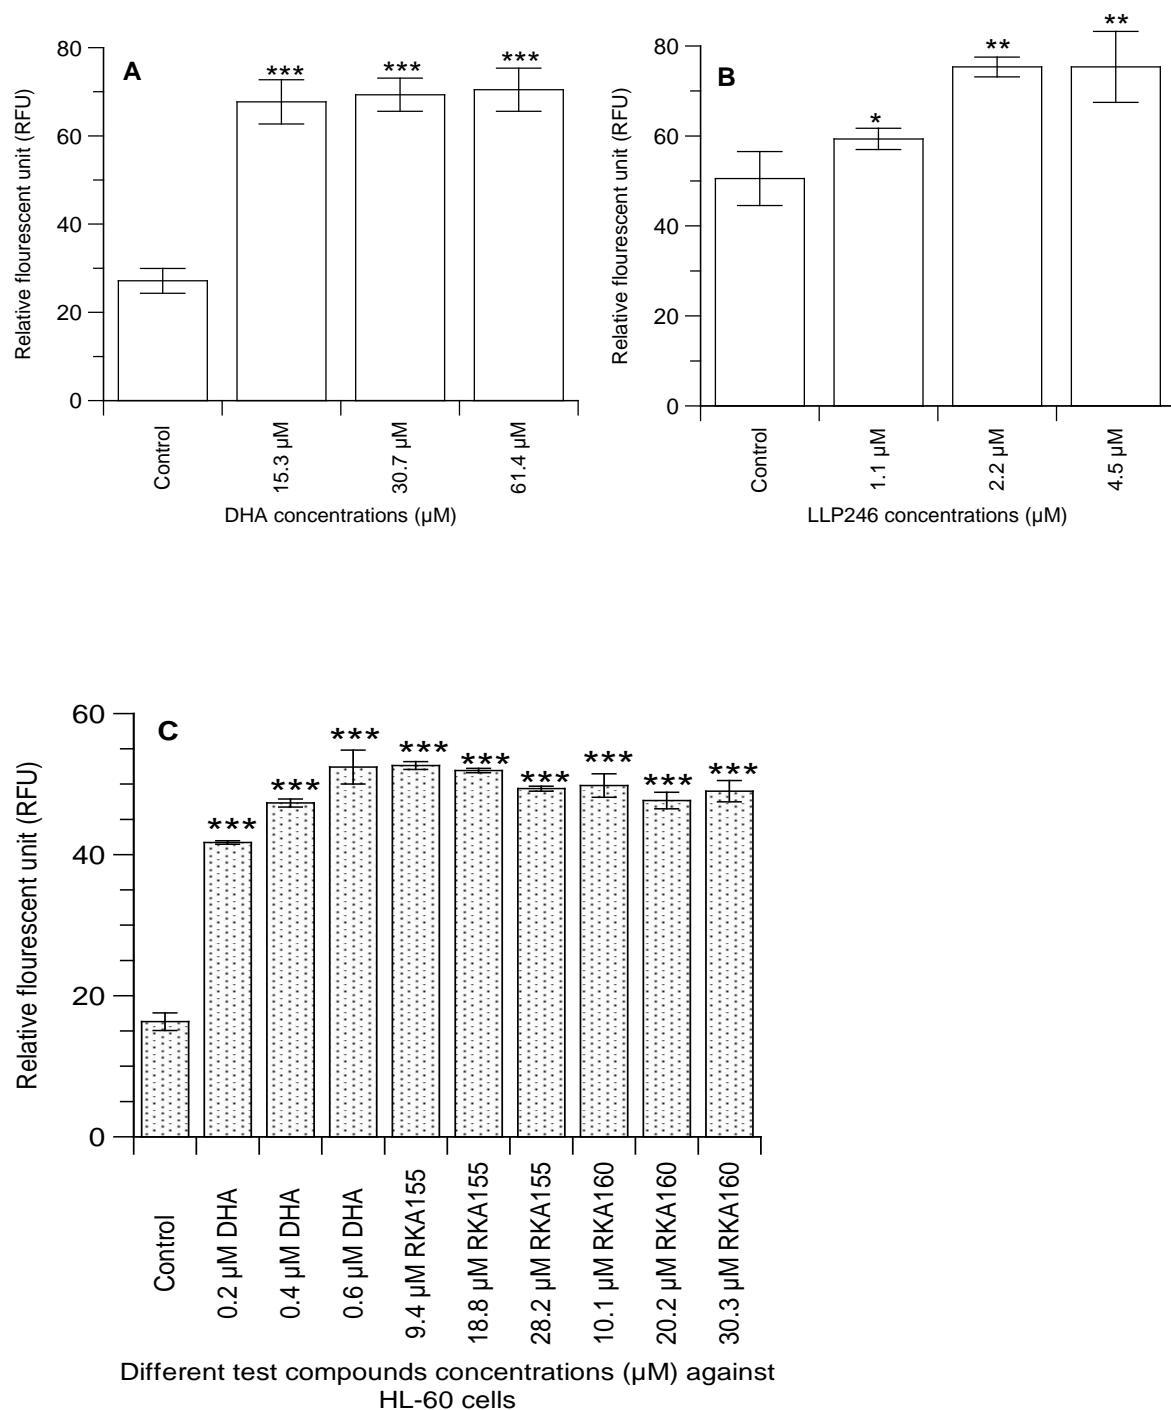 A
Relative flourescent unit (RFU)
80
60
40
20
0
***
***
***
Control
15.3 µM
30.7 µM
61.4 µM
DHA concentrations (µM)
B
Relative flourescent unit (RFU)
80
60
40
20
0
*
**
**
Control
1.1 µM
2.2 µM
4.5 µM
LLP246 concentrations (µM)
C
Relative flourescent unit (RFU)
60
40
20
0
***
***
***
***
***
***
***
***
***
Control
0.2 µM DHA
0.4 µM DHA
0.6 µM DHA
9.4 µM RKA155
18.8 µM RKA155
28.2 µM RKA155
10.1 µM RKA160
20.2 µM RKA160
30.3 µM RKA160
Different test compounds concentrations (µM) against
HL-60 cells